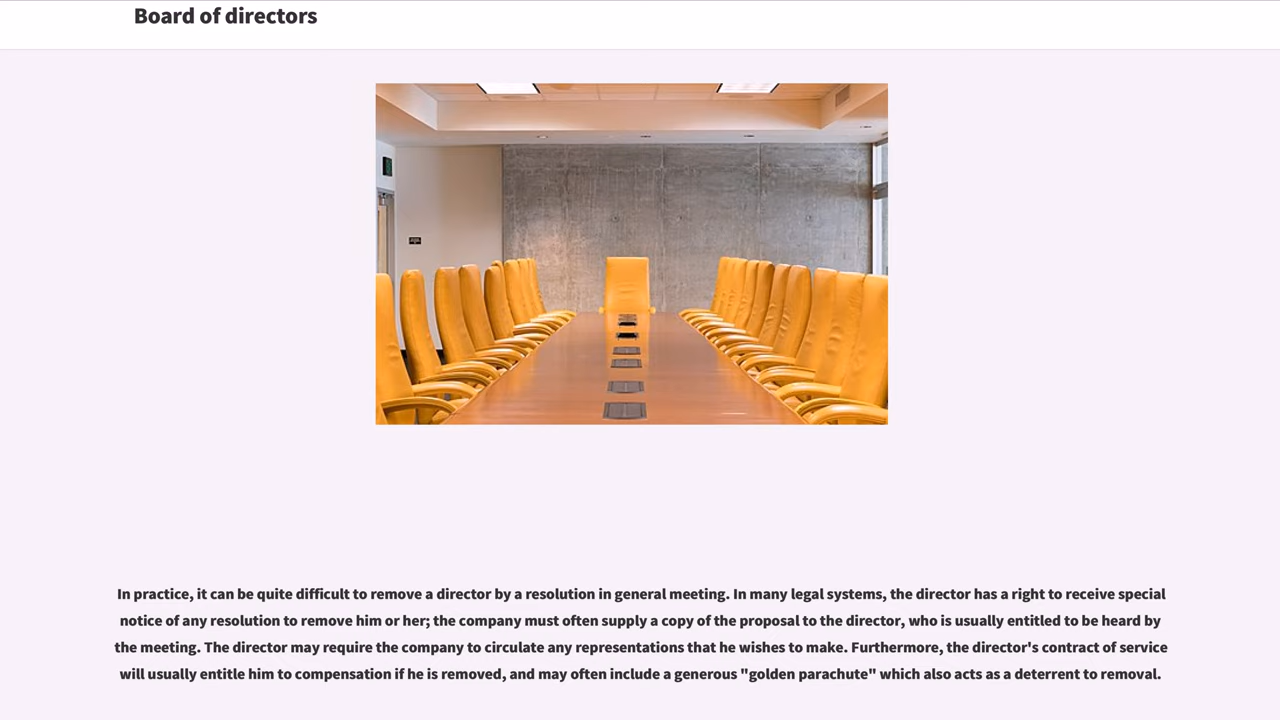 Board of directors
In practice, it can be quite difficult to remove a director by a resolution in general meeting. In many legal systems, the director has a right to receive special
notice of any resolution to remove him or her; the company must often supply a copy of the proposal to the director, who is usually entitled to be heard by
the meeting. The director may require the company to circulate any representations that he wishes to make. Furthermore, the director's contract of service
will usually entitle him to compensation if he is removed, and may often include a generous "golden parachute" which also acts as a deterrent to removal.